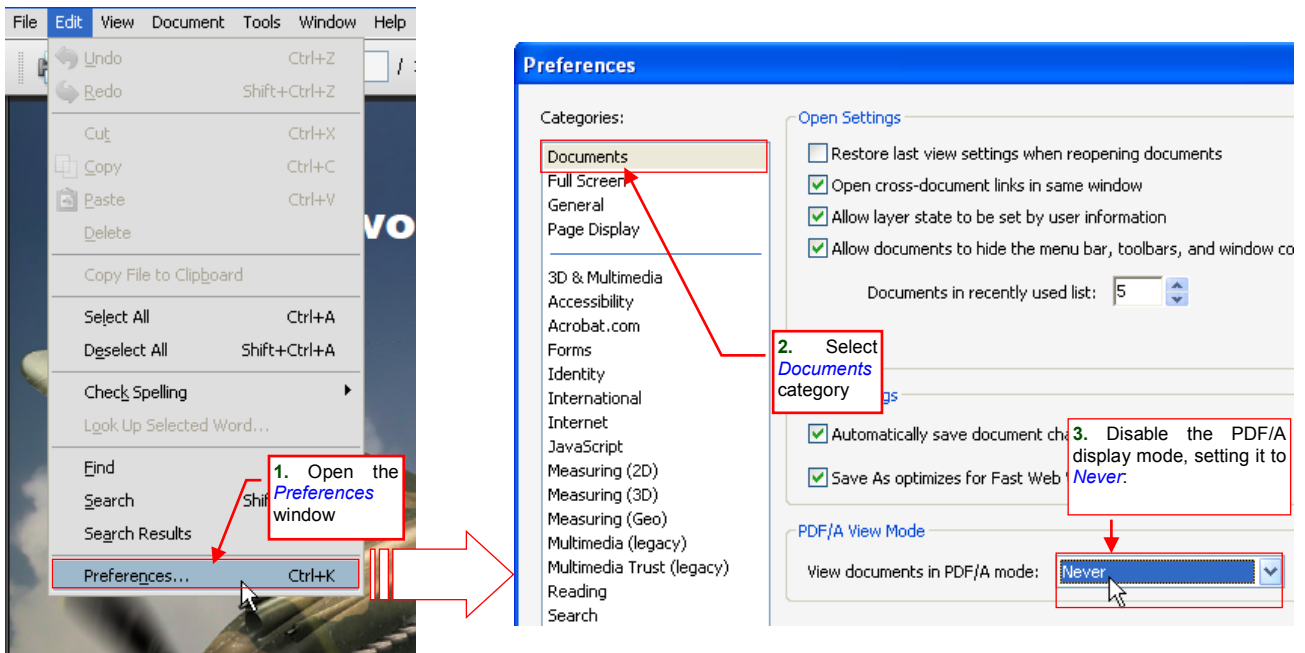 File Edit View Document Tools Window Help
Undo Ctrl+Z
Redo Shift+Ctrl+Z
Cut Ctrl+X
Copy Ctrl+C
Paste Ctrl+V
Delete
Copy File to Clipboard
Select All Ctrl+A
Deselect All Shift+Ctrl+A
Check Spelling
Look Up Selected Word...
Find
Search Shif
Search Results
Preferences... Ctrl+K
/
vo
1. Open the
Preferences
window
Preferences
Categories:
Documents
Full Screen
General
Page Display
3D & Multimedia
Accessibility
Acrobat.com
Forms
Identity
International
Internet
JavaScript
Measuring (2D)
Measuring (3D)
Measuring (Geo)
Multimedia (legacy)
Multimedia Trust (legacy)
Reading
Search
Open Settings
Restore last view settings when reopening documents
Open cross-document links in same window
Allow layer state to be set by user information
Allow documents to hide the menu bar, toolbars, and window co
Documents in recently used list: 5
2. Select
Documents
category
gs
Automatically save document cha
Save As optimizes for Fast Web
3. Disable the PDF/A
display mode, setting it to
Never:
PDF/A View Mode
View documents in PDF/A mode: Never